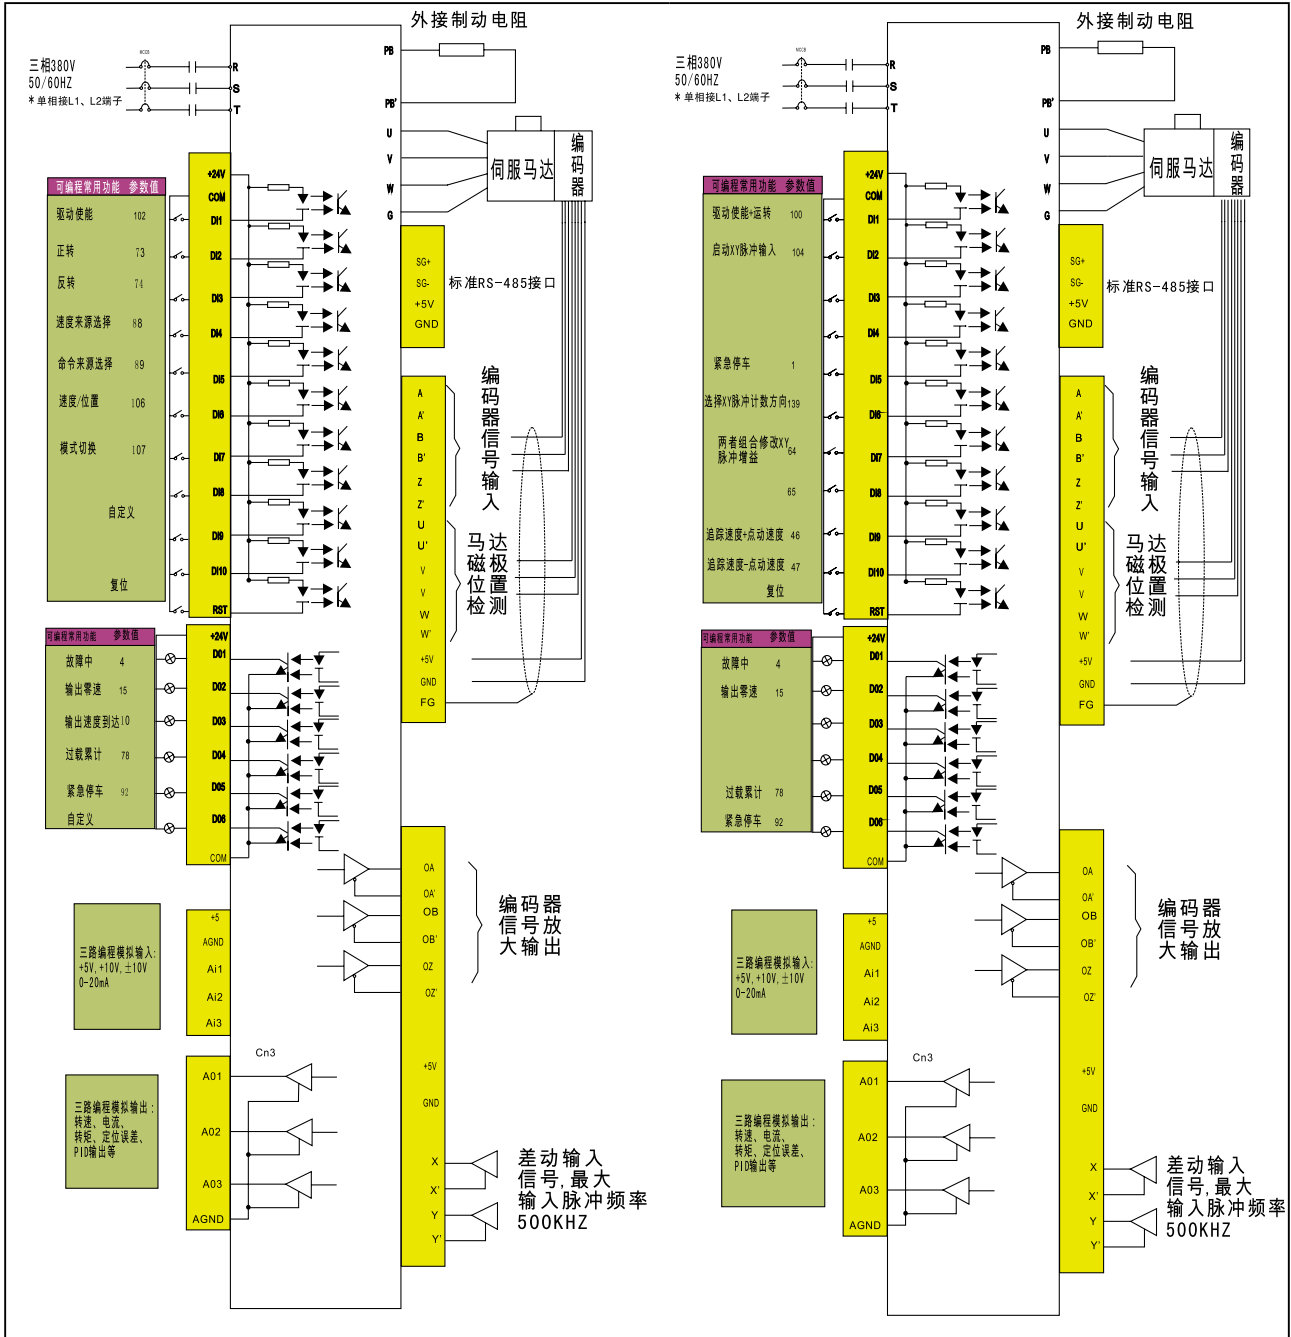 外接制动电阻
MCCB
三相380V
50/60HZ
*单相接L1、L2端子
R
S
T
PB
PB'
U
V
W
G
伺服马达
编码器
可编程常用功能 参数值
驱动使能 102
正转 73
反转 74
速度来源选择 88
命令来源选择 89
速度/位置 106
模式切换 107
自定义
复位
+24V
COM
DI1
DI2
DI3
DI4
DI5
DI6
DI7
DI8
DI9
DI10
RST
SG+
SG-
+5V
GND
标准RS-485接口
A
A'
B
B'
Z
Z'
U
U'
V
V
W
W'
+5V
GND
FG
编码器信号输入
马达
磁极
位置
检测
可编程常用功能 参数值
故障中 4
输出零速 15
输出速度到达10
过载累计 78
紧急停车 92
自定义
+24V
D01
D02
D03
D04
D05
D06
COM
三路编程模拟输入:
+5V,+10V,±10V
0-20mA
+5
AGND
Ai1
Ai2
Ai3
Cn3
三路编程模拟输出:
转速、电流、
转矩、定位误差、
PID输出等
A01
A02
A03
AGND
OA
OA'
OB
OB'
OZ
OZ'
+5V
GND
X
X'
Y
Y'
编码器
信号放
大输出
差动输入
信号,最大
输入脉冲频率
500KHZ
外接制动电阻
MCCB
三相380V
50/60HZ
*单相接L1、L2端子
R
S
T
PB
PB'
U
V
W
G
伺服马达
编码器
可编程常用功能 参数值
驱动使能+运转 100
启动XY脉冲输入 104
紧急停车 1
选择XY脉冲计数方向139
两者组合修改XY
脉冲增益 64
65
追踪速度+点动速度 46
追踪速度-点动速度 47
复位
+24V
COM
DI1
DI2
DI3
DI4
DI5
DI6
DI7
DI8
DI9
DI10
RST
SG+
SG-
+5V
GND
标准RS-485接口
A
A'
B
B'
Z
Z'
U
U'
V
V
W
W'
+5V
GND
FG
编码器信号输入
马达
磁极
位置
检测
可编程常用功能 参数值
故障中 4
输出零速 15
过载累计 78
紧急停车 92
+24V
D01
D02
D03
D04
D05
D06
COM
三路编程模拟输入:
+5V,+10V,±10V
0-20mA
+5
AGND
Ai1
Ai2
Ai3
Cn3
三路编程模拟输出:
转速、电流、
转矩、定位误差、
PID输出等
A01
A02
A03
AGND
OA
OA'
OB
OB'
OZ
OZ'
+5V
GND
X
X'
Y
Y'
编码器
信号放
大输出
差动输入
信号,最大
输入脉冲频率
500KHZ